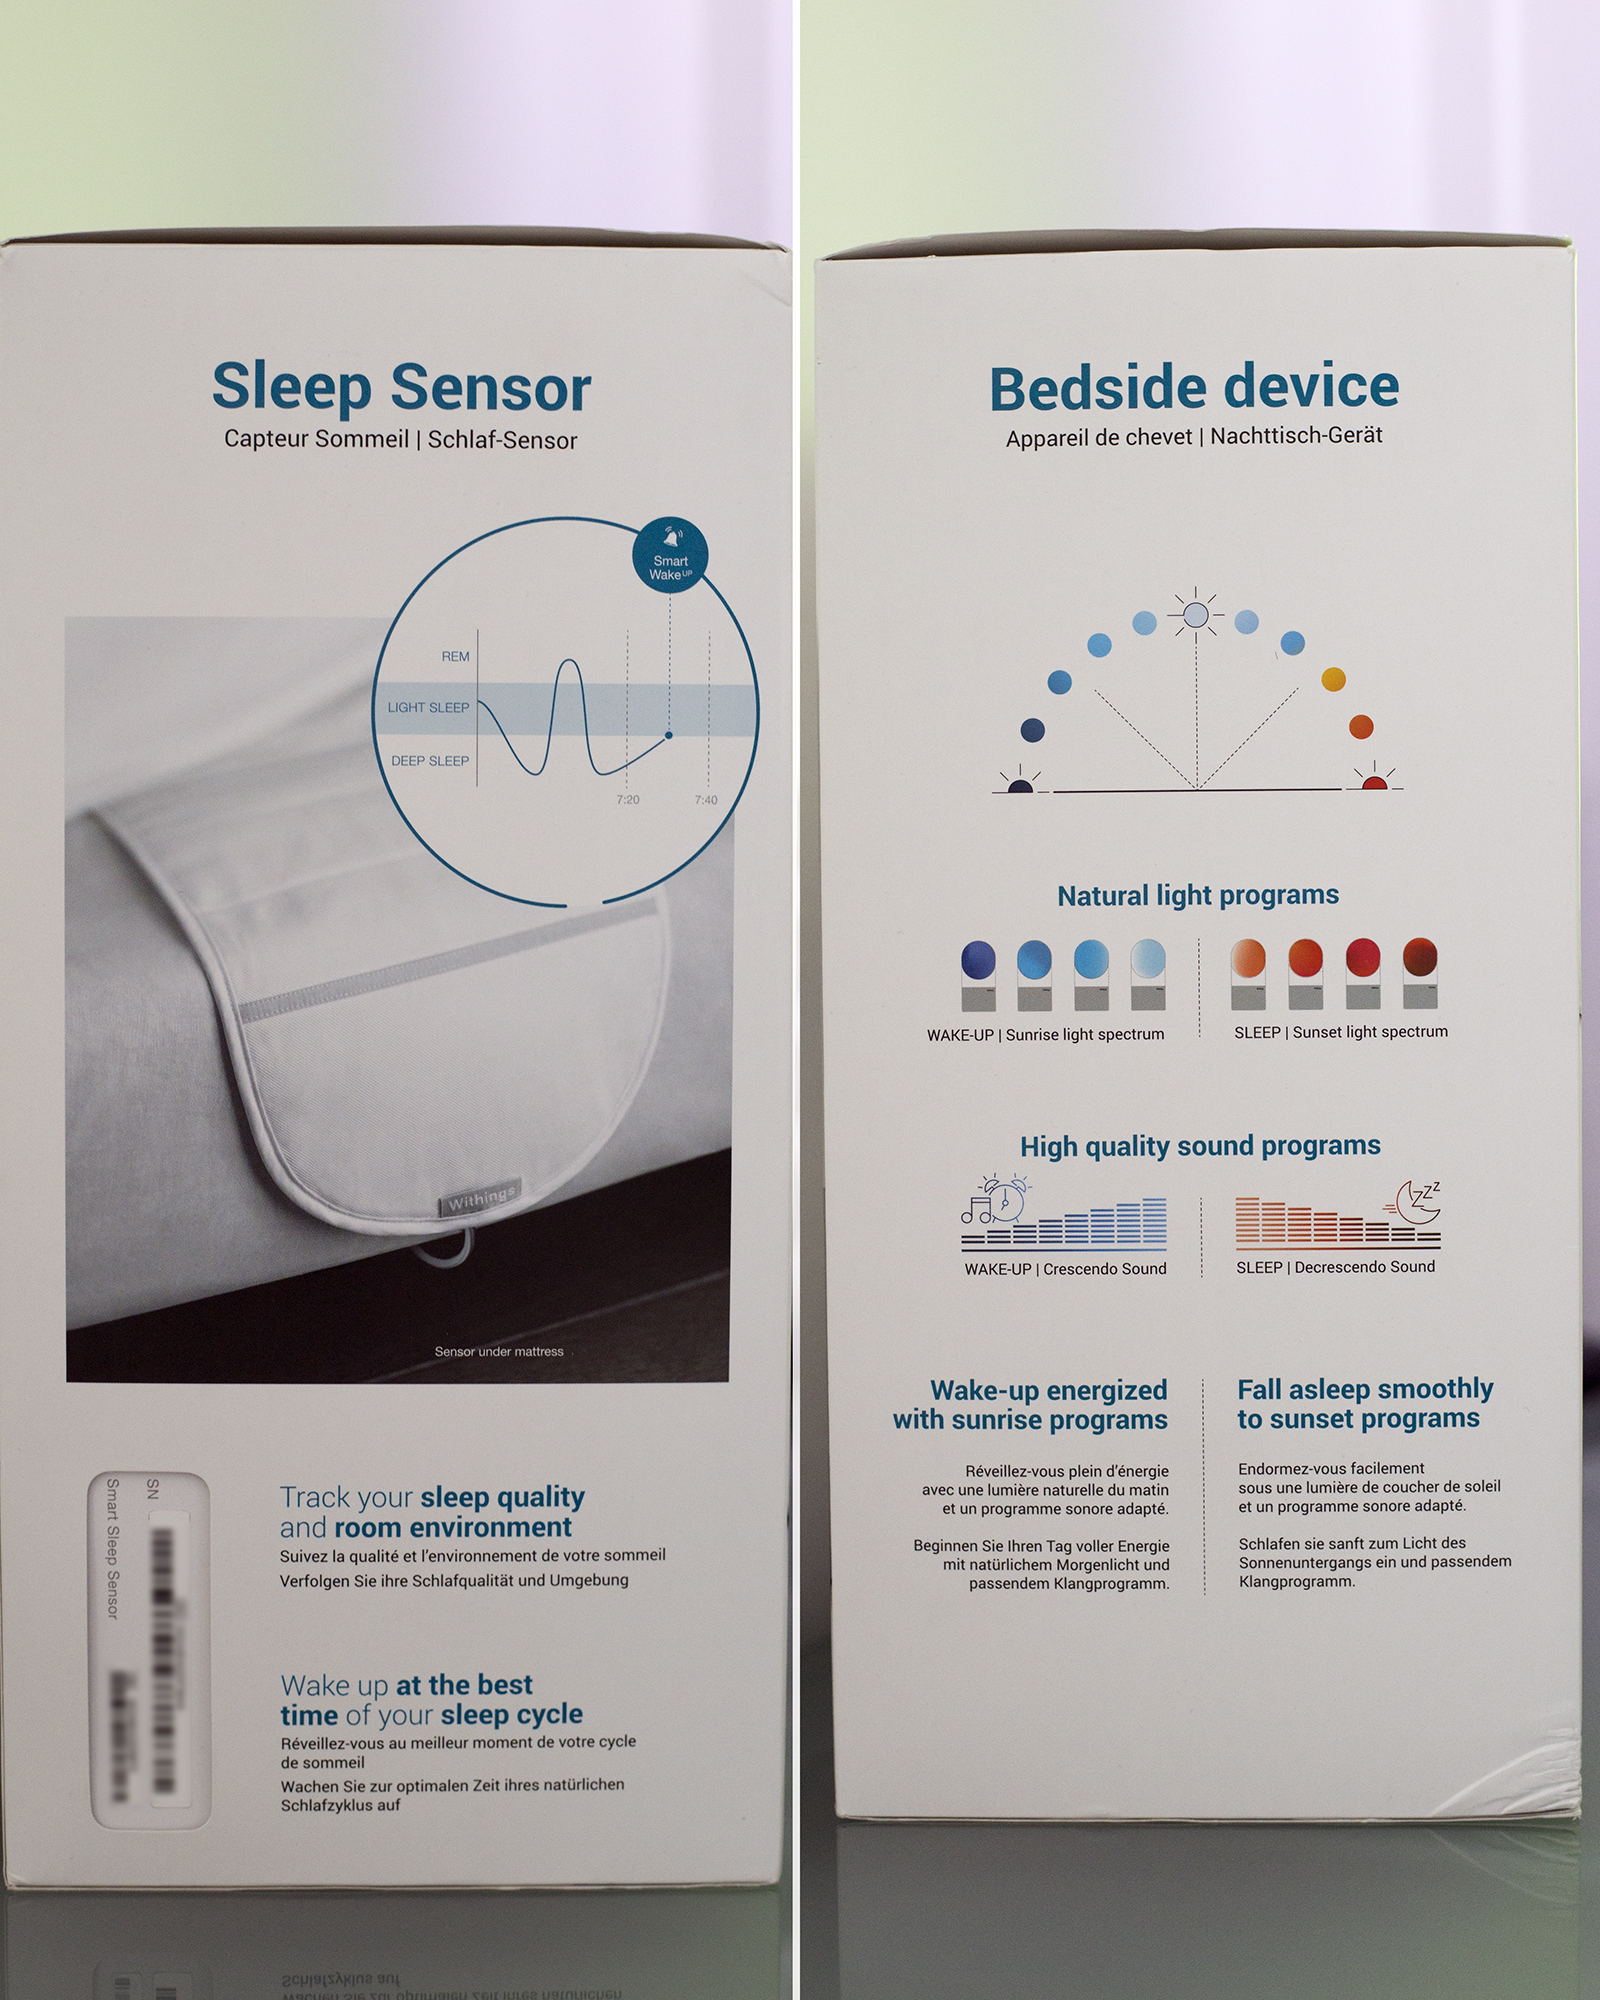 Sleep Sensor
Capteur Sommeil | Schlaf-Sensor
Smart
Wake UP
REM
LIGHT SLEEP
DEEP SLEEP
7:20
7:40
Withings
Sensor under mattress
SN
Smart Sleep Sensor
Track your sleep quality
and room environment
Suivez la qualité et l'environnement de votre sommeil
Verfolgen Sie ihre Schlafqualität und Umgebung
Wake up at the best
time of your sleep cycle
Réveillez-vous au meilleur moment de votre cycle
de sommeil
Wachen Sie zur optimalen Zeit ihres natürlichen
Schlafzyklus auf
Bedside device
Appareil de chevet | Nachttisch-Gerät
Natural light programs
WAKE-UP | Sunrise light spectrum
SLEEP | Sunset light spectrum
High quality sound programs
zzz
WAKE-UP | Crescendo Sound
SLEEP | Decrescendo Sound
Wake-up energized
with sunrise programs
Réveillez-vous plein d'énergie
avec une lumière naturelle du matin
et un programme sonore adapté.
Beginnen Sie Ihren Tag voller Energie
mit natürlichem Morgenlicht und
passendem Klangprogramm.
Fall asleep smoothly
to sunset programs
Endormez-vous facilement
sous une lumière de coucher de soleil
et un programme sonore adapté.
Schlafen sie sanft zum Licht des
Sonnenuntergangs ein und passendem
Klangprogramm.